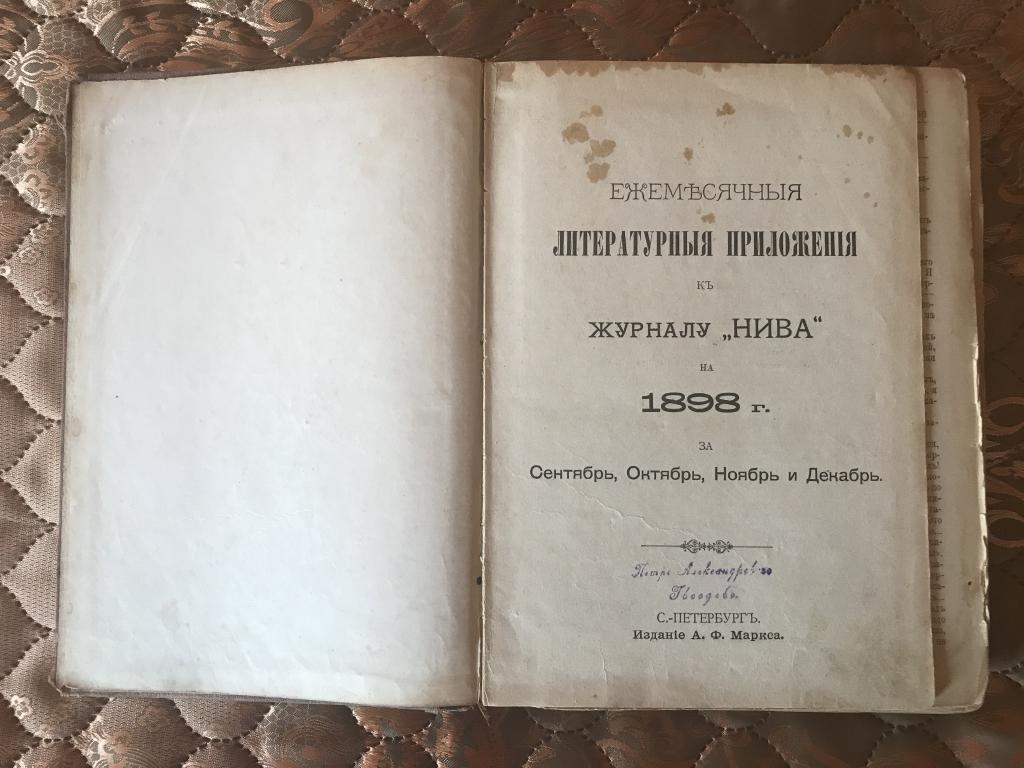 ЕЖЕМѢСЯЧНЫЯ
ЛИТЕРАТУРНЫЯ ПРИЛОЖЕНІЯ
КЪ
ЖУРНАЛУ „НИВА“
НА
1898 г.
ЗА
Сентябрь, Октябрь, Ноябрь и Декабрь.
С.-ПЕТЕРБУРГЪ.
Изданіе А. Ф. Маркса.